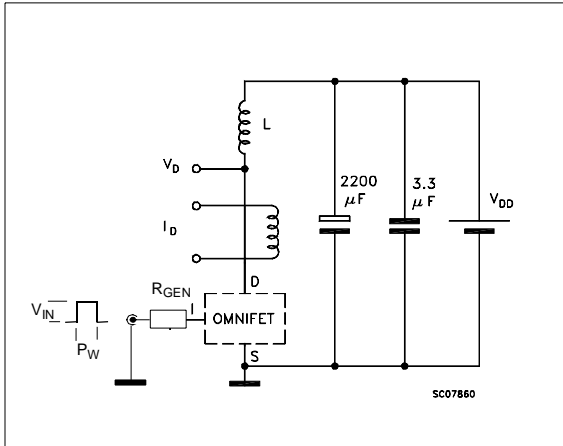 L
V_D
2200
μF
3.3
μF
V_DD
I_D
D
R_GEN
I
OMNIFET
V_IN
P_W
S
SC07860